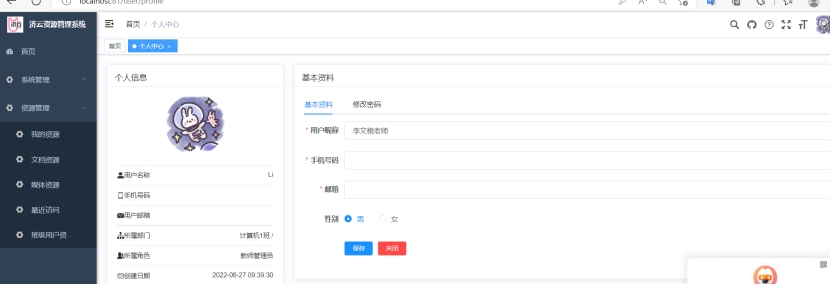 localhost:81/user/profile
济云资源管理系统
首页 / 个人中心
首页
个人中心 ×
首页
系统管理
资源管理
我的资源
文档资源
媒体资源
最近访问
班级用户资...
个人信息
用户名称 Li
手机号码
用户邮箱
所属部门 计算机1班 /
所属角色 教师管理员
创建日期 2022-06-27 09:39:30
基本资料
基本资料 修改密码
* 用户昵称 李文根老师
* 手机号码
* 邮箱
性别 男 女
保存 关闭